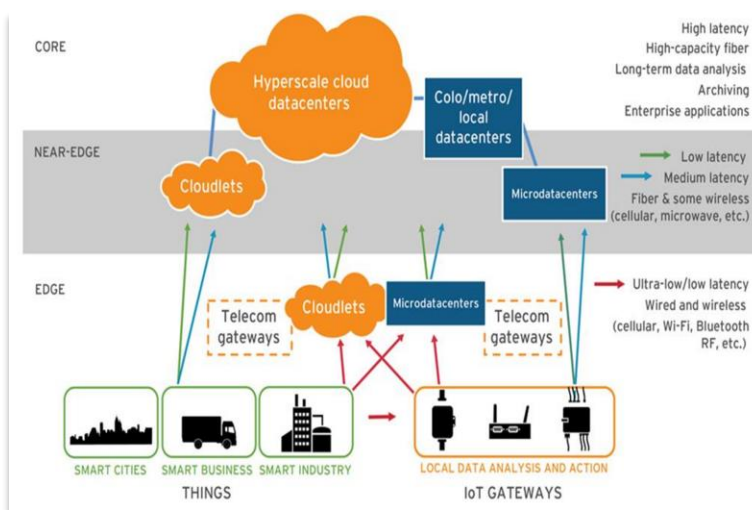 CORE
Hyperscale cloud
datacenters
Colo/metro/
local
datacenters
High latency
High-capacity fiber
Long-term data analysis
Archiving
Enterprise applications
NEAR-EDGE
Cloudlets
Microdatacenters
Low latency
Medium latency
Fiber & some wireless
(cellular, microwave, etc.)
EDGE
Telecom
gateways
Cloudlets
Microdatacenters
Telecom
gateways
Ultra-low/low latency
Wired and wireless
(cellular, Wi-Fi, Bluetooth
RF, etc.)
SMART CITIES
SMART BUSINESS
SMART INDUSTRY
LOCAL DATA ANALYSIS AND ACTION
THINGS
IoT GATEWAYS